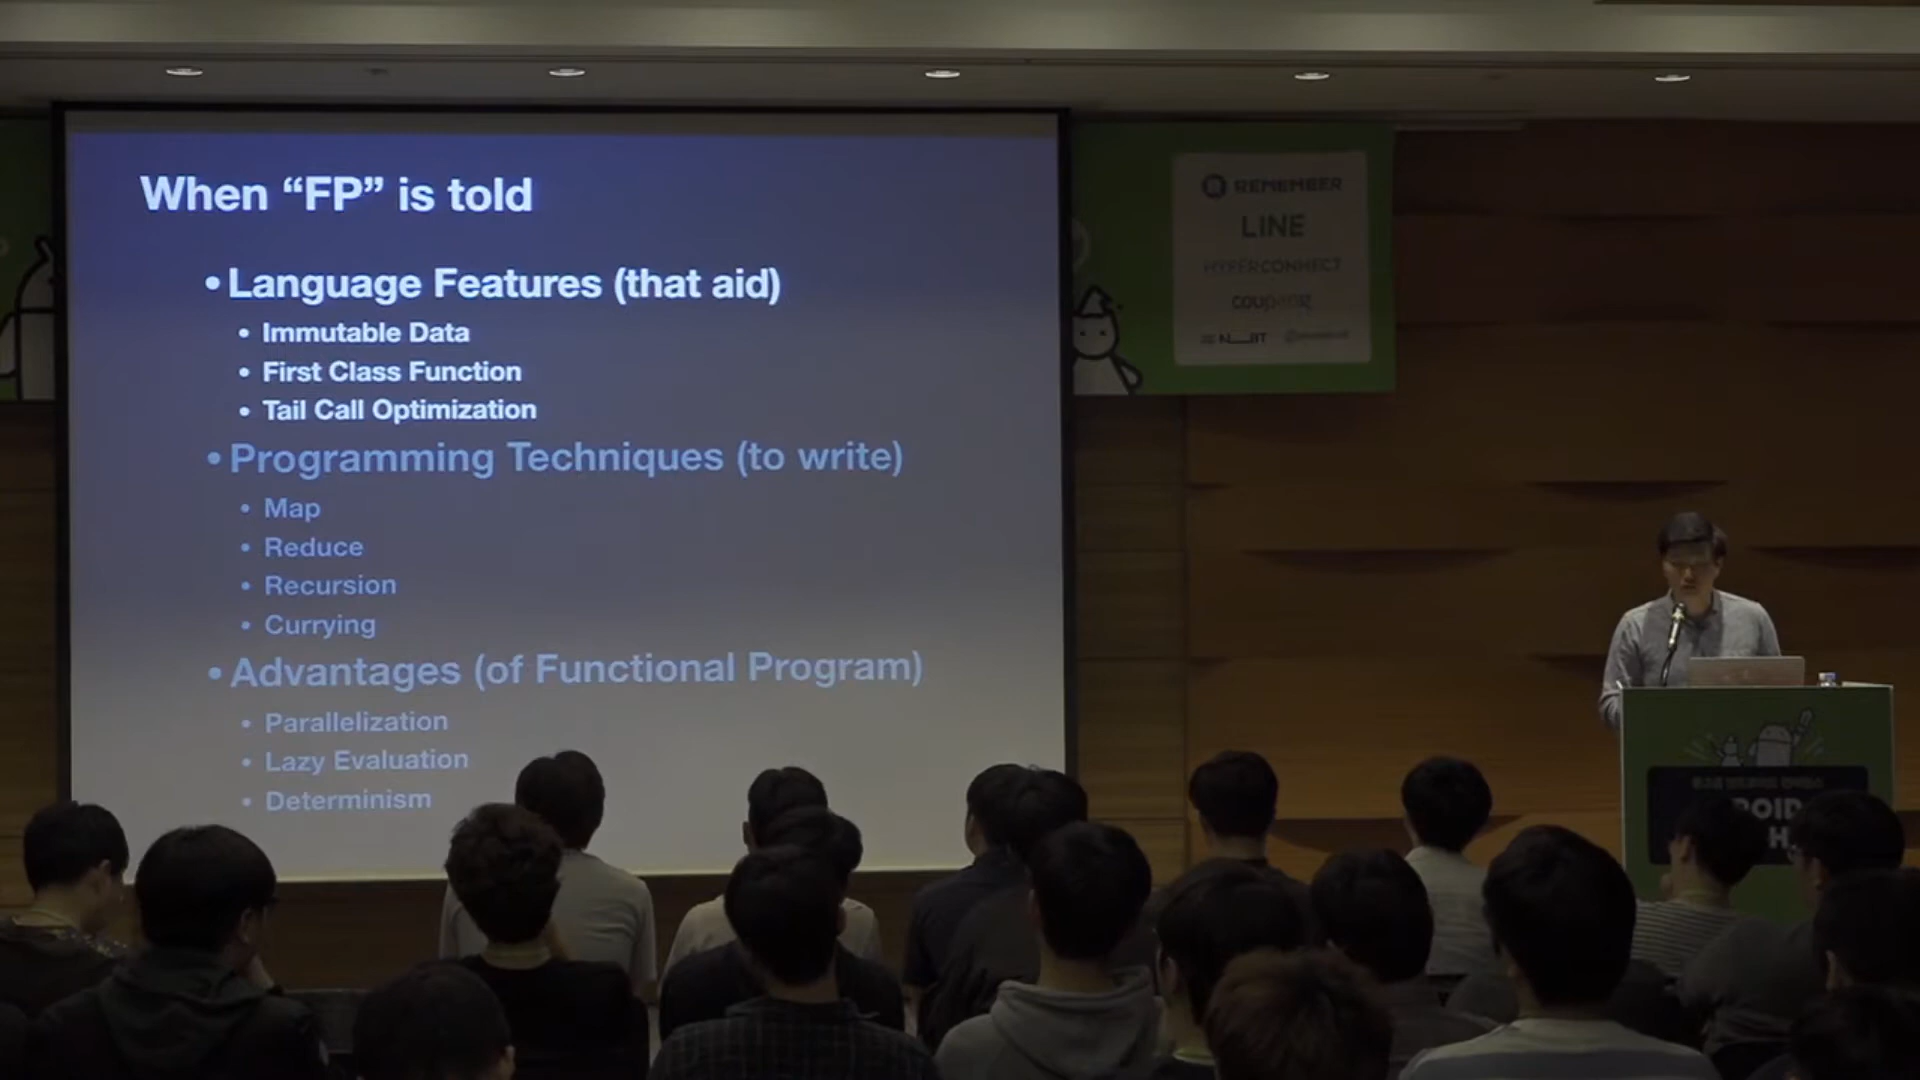 When “FP” is told
• Language Features (that aid)
• Immutable Data
• First Class Function
• Tail Call Optimization
• Programming Techniques (to write)
• Map
• Reduce
• Recursion
• Currying
• Advantages (of Functional Program)
• Parallelization
• Lazy Evaluation
• Determinism
REMEMBER
LINE
HYPERCONNECT
coupang